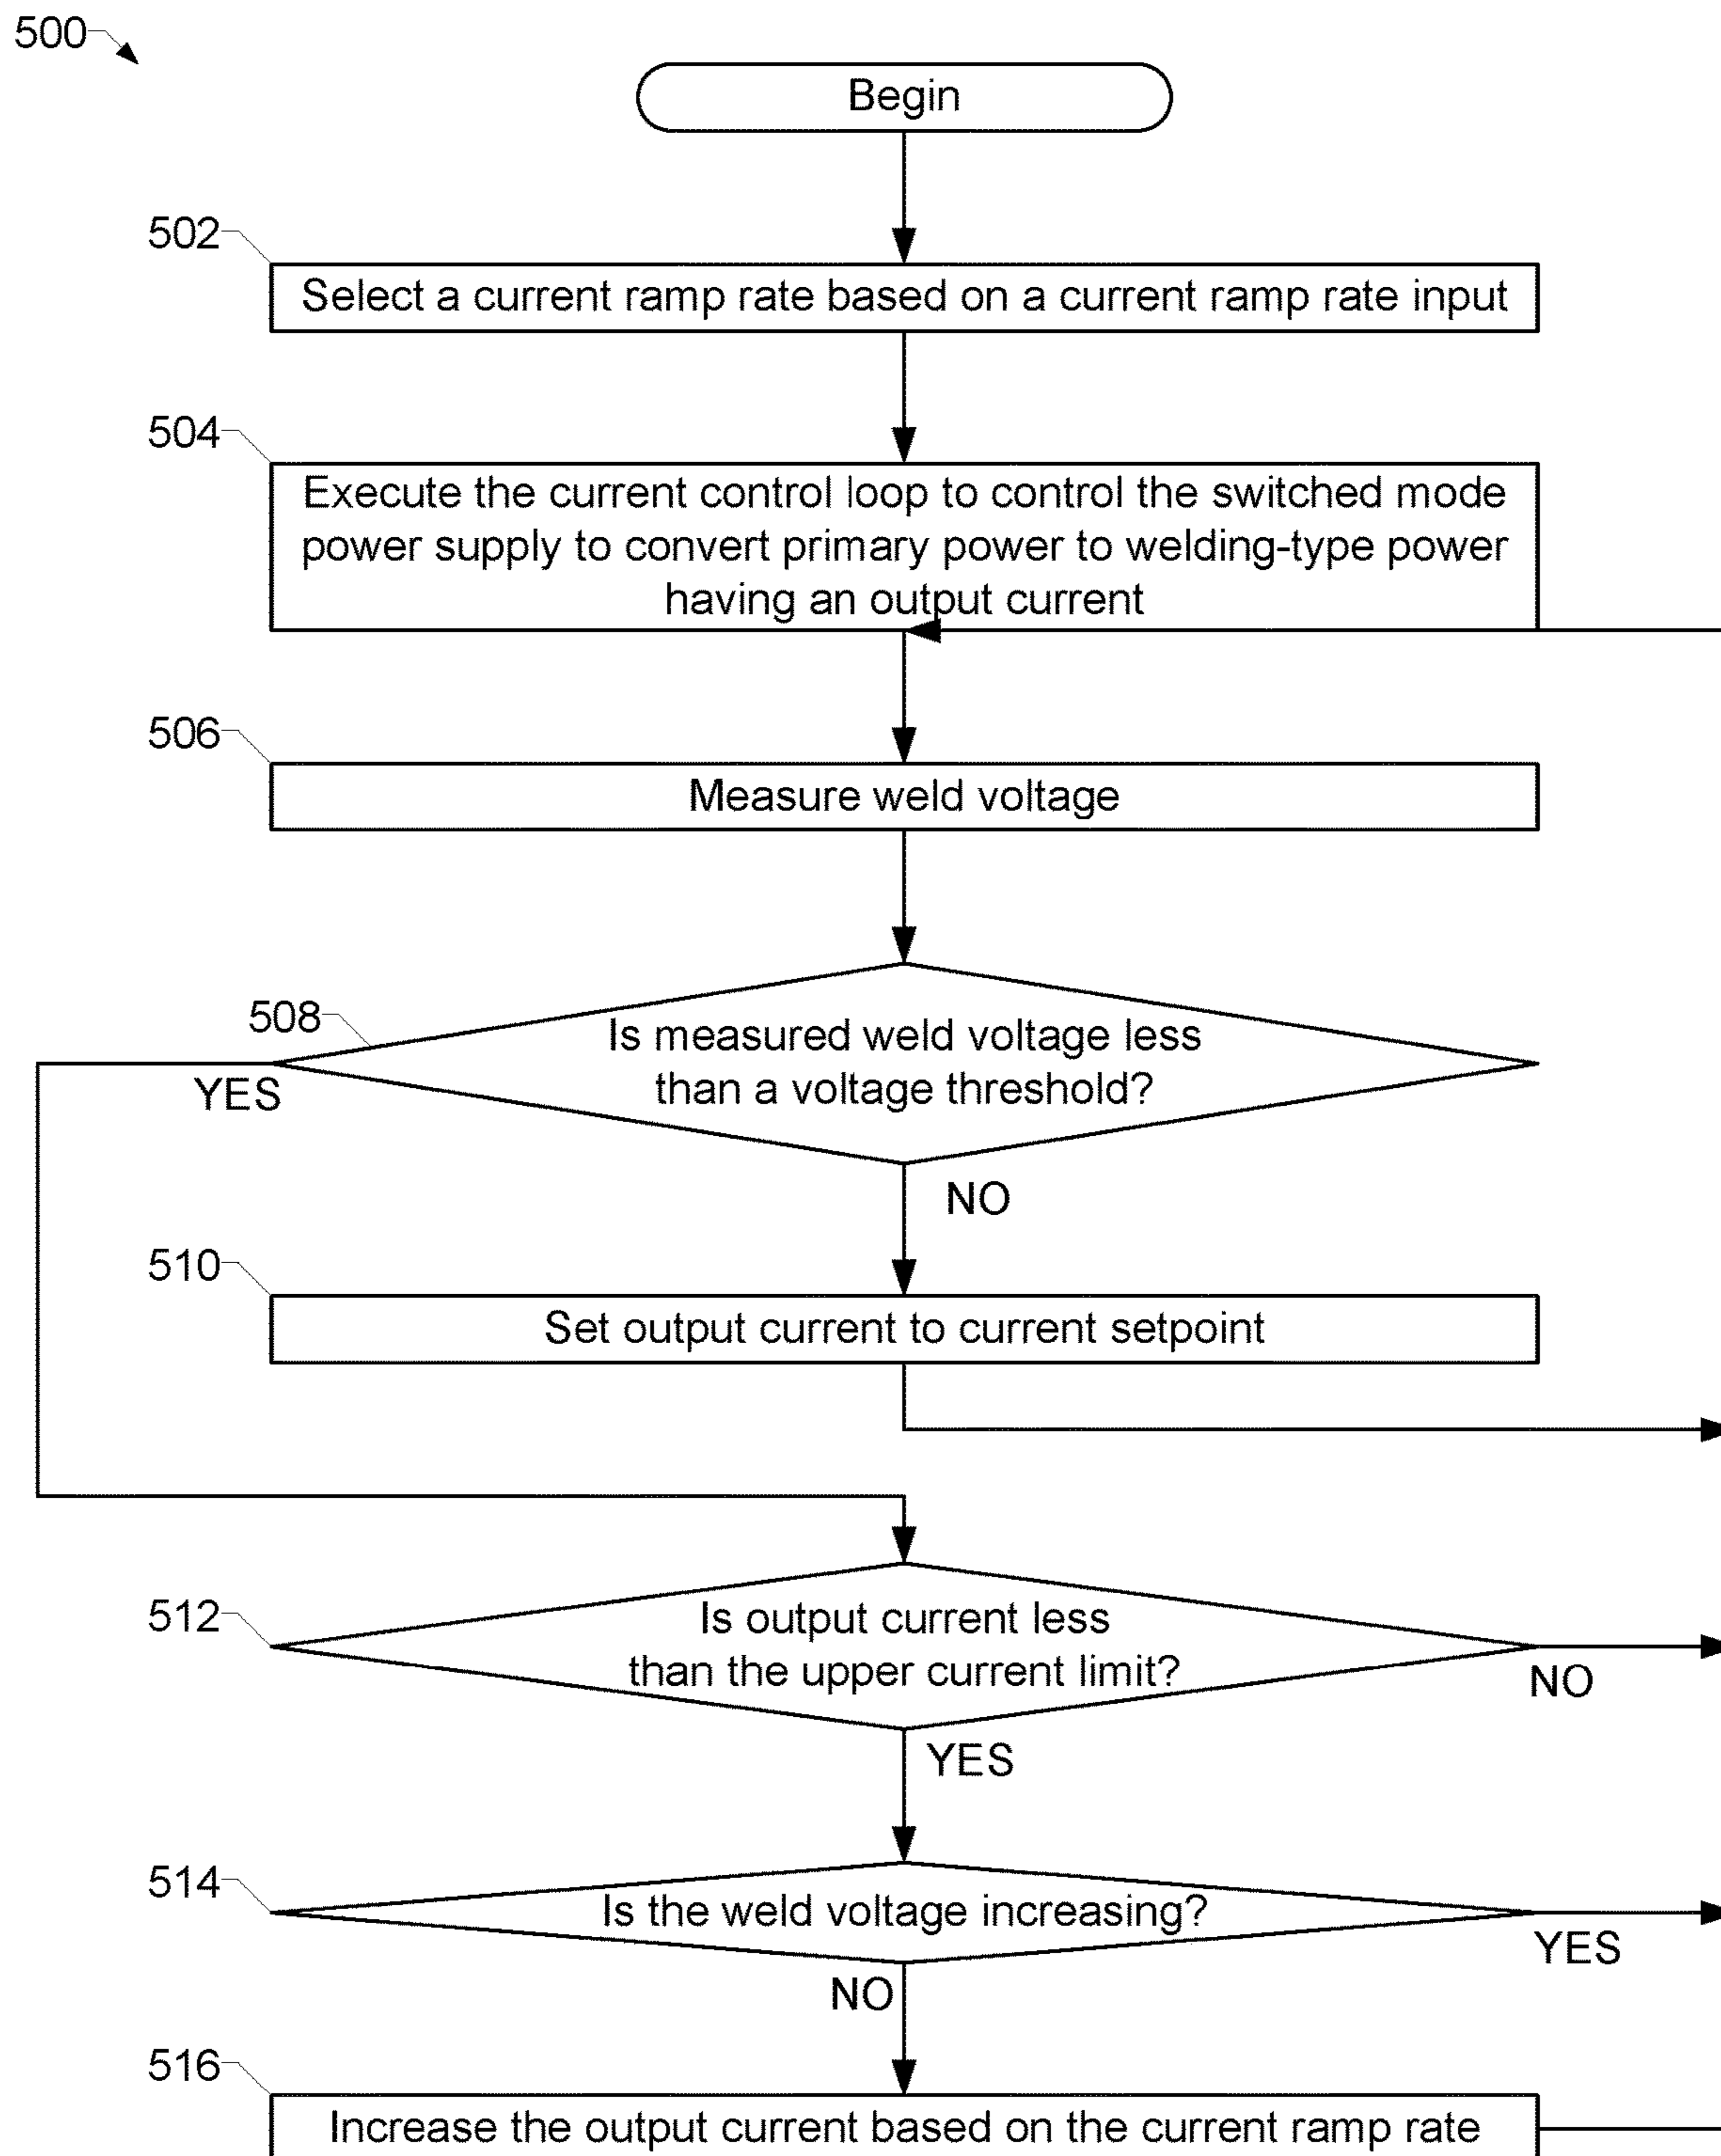 500
Begin
502
Select a current ramp rate based on a current ramp rate input
504
Execute the current control loop to control the switched mode
power supply to convert primary power to welding-type power
having an output current
506
Measure weld voltage
508
Is measured weld voltage less
than a voltage threshold?
YES
NO
510
Set output current to current setpoint
512
Is output current less
than the upper current limit?
NO
YES
514
Is the weld voltage increasing?
YES
NO
516
Increase the output current based on the current ramp rate